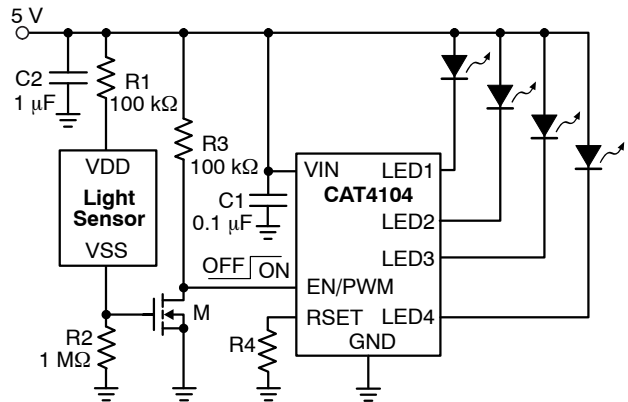 5 V
C2
1 μF
R1
100 kΩ
R3
100 kΩ
VDD
Light
Sensor
VSS
C1
0.1 μF
VIN
LED1
CAT4104
LED2
LED3
OFF
ON
EN/PWM
M
RSET
LED4
GND
R2
1 MΩ
R4